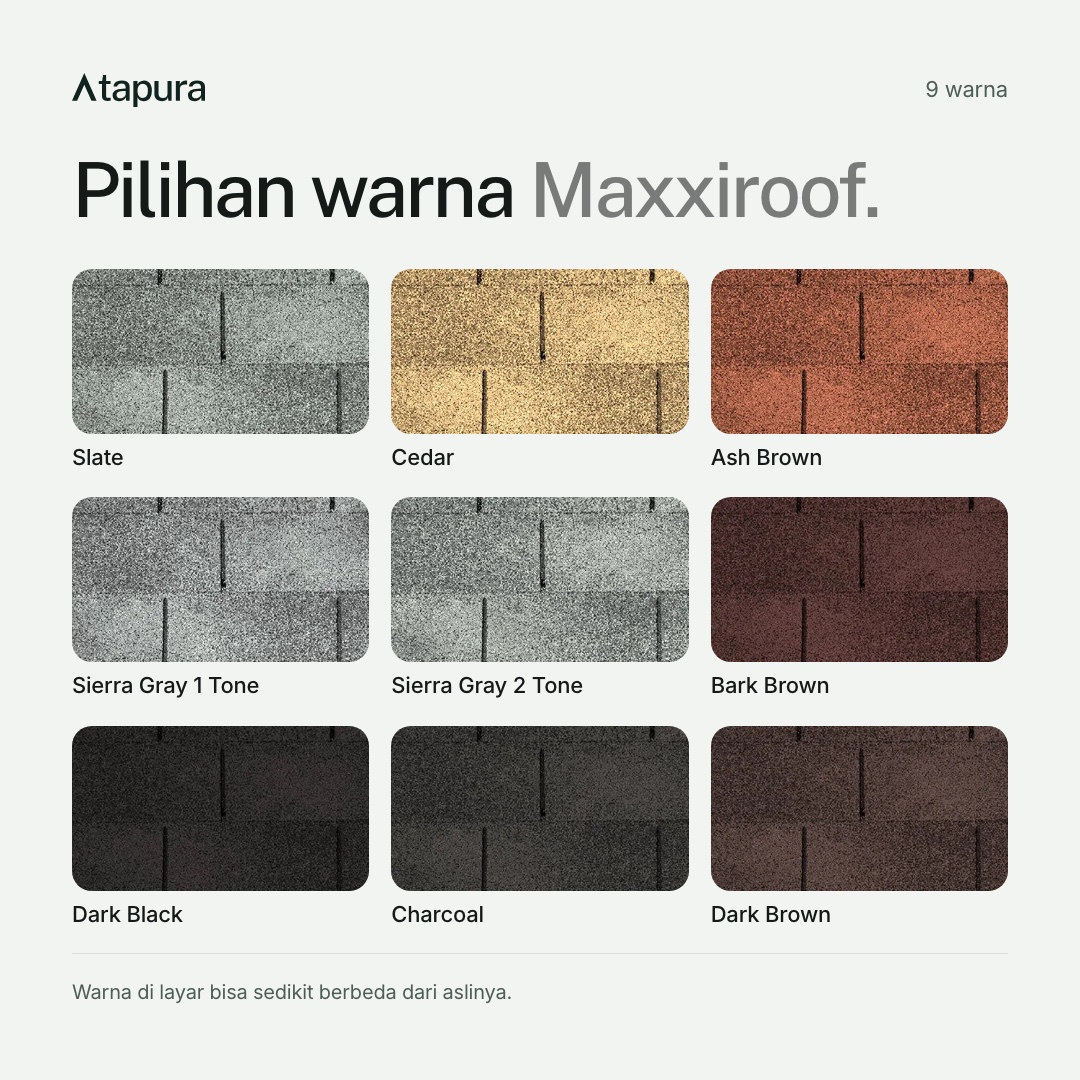 Atapura
9 warna
Pilihan warna Maxxiroof.
Slate
Cedar
Ash Brown
Sierra Gray 1 Tone
Sierra Gray 2 Tone
Bark Brown
Dark Black
Charcoal
Dark Brown
Warna di layar bisa sedikit berbeda dari aslinya.